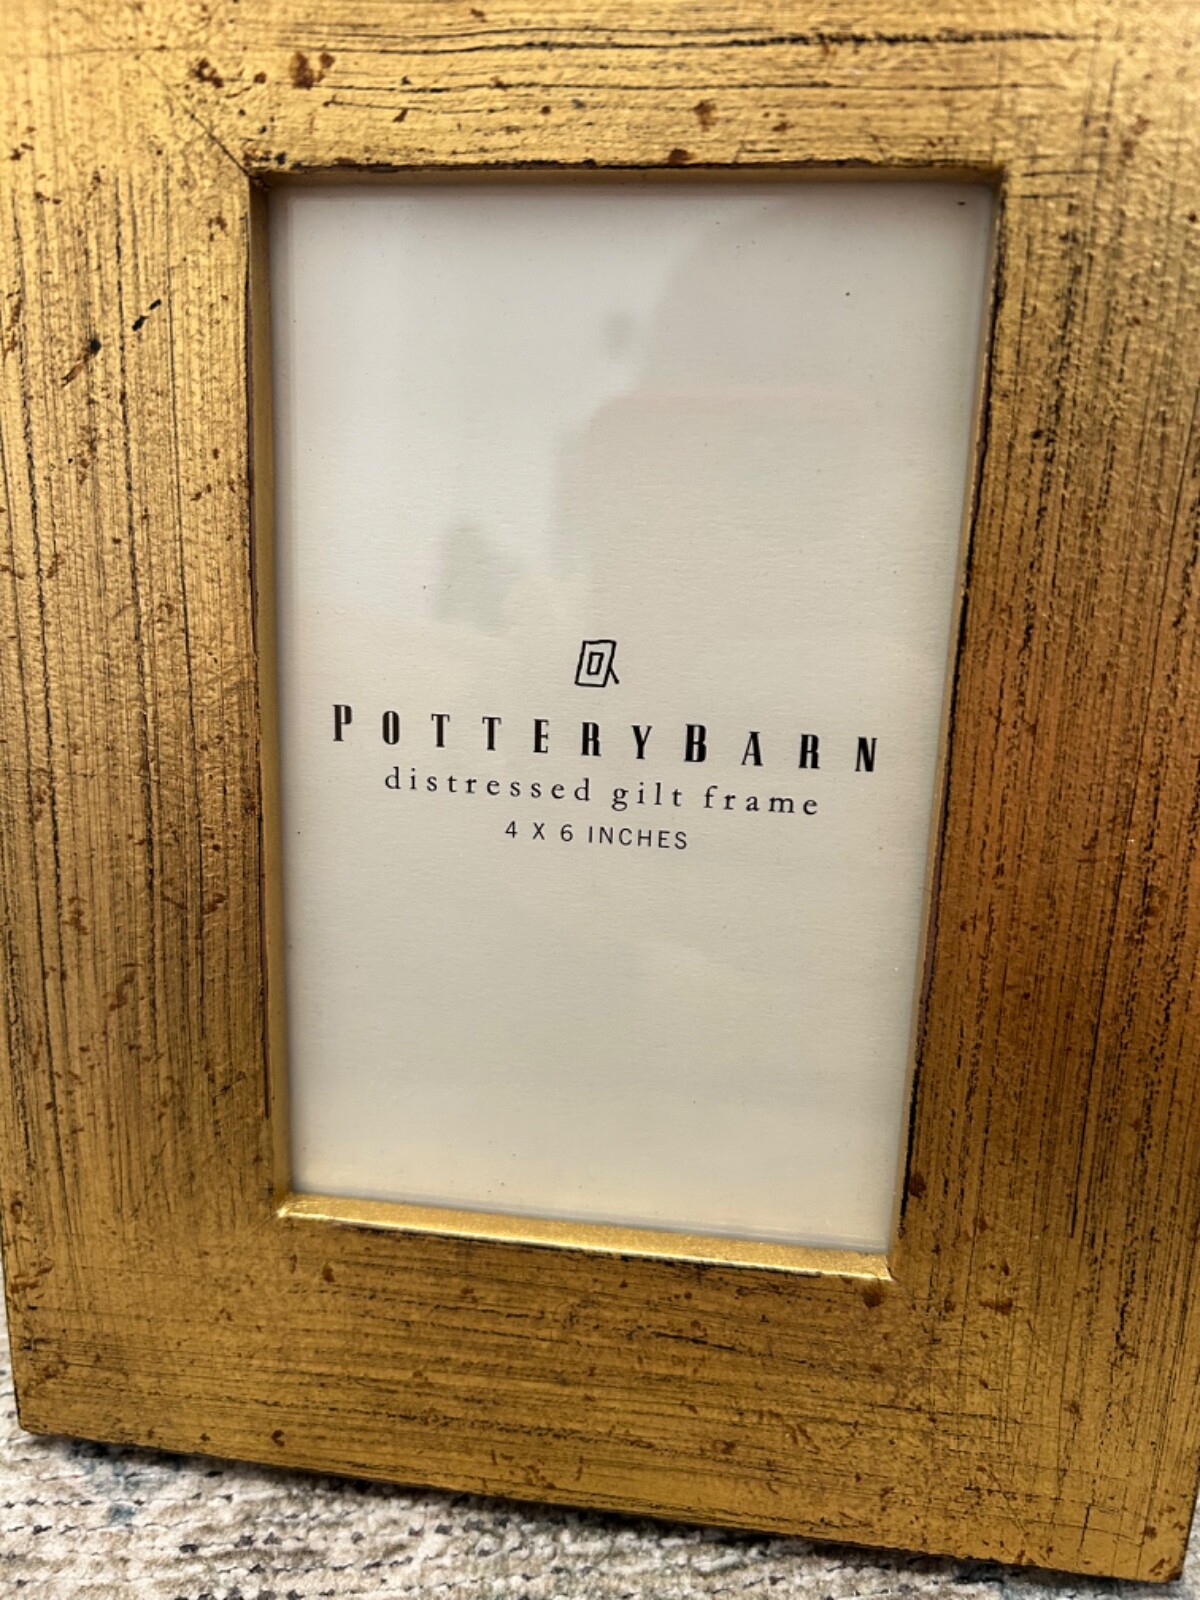 POTTERYBARN
distressed gilt frame
4 X 6 INCHES